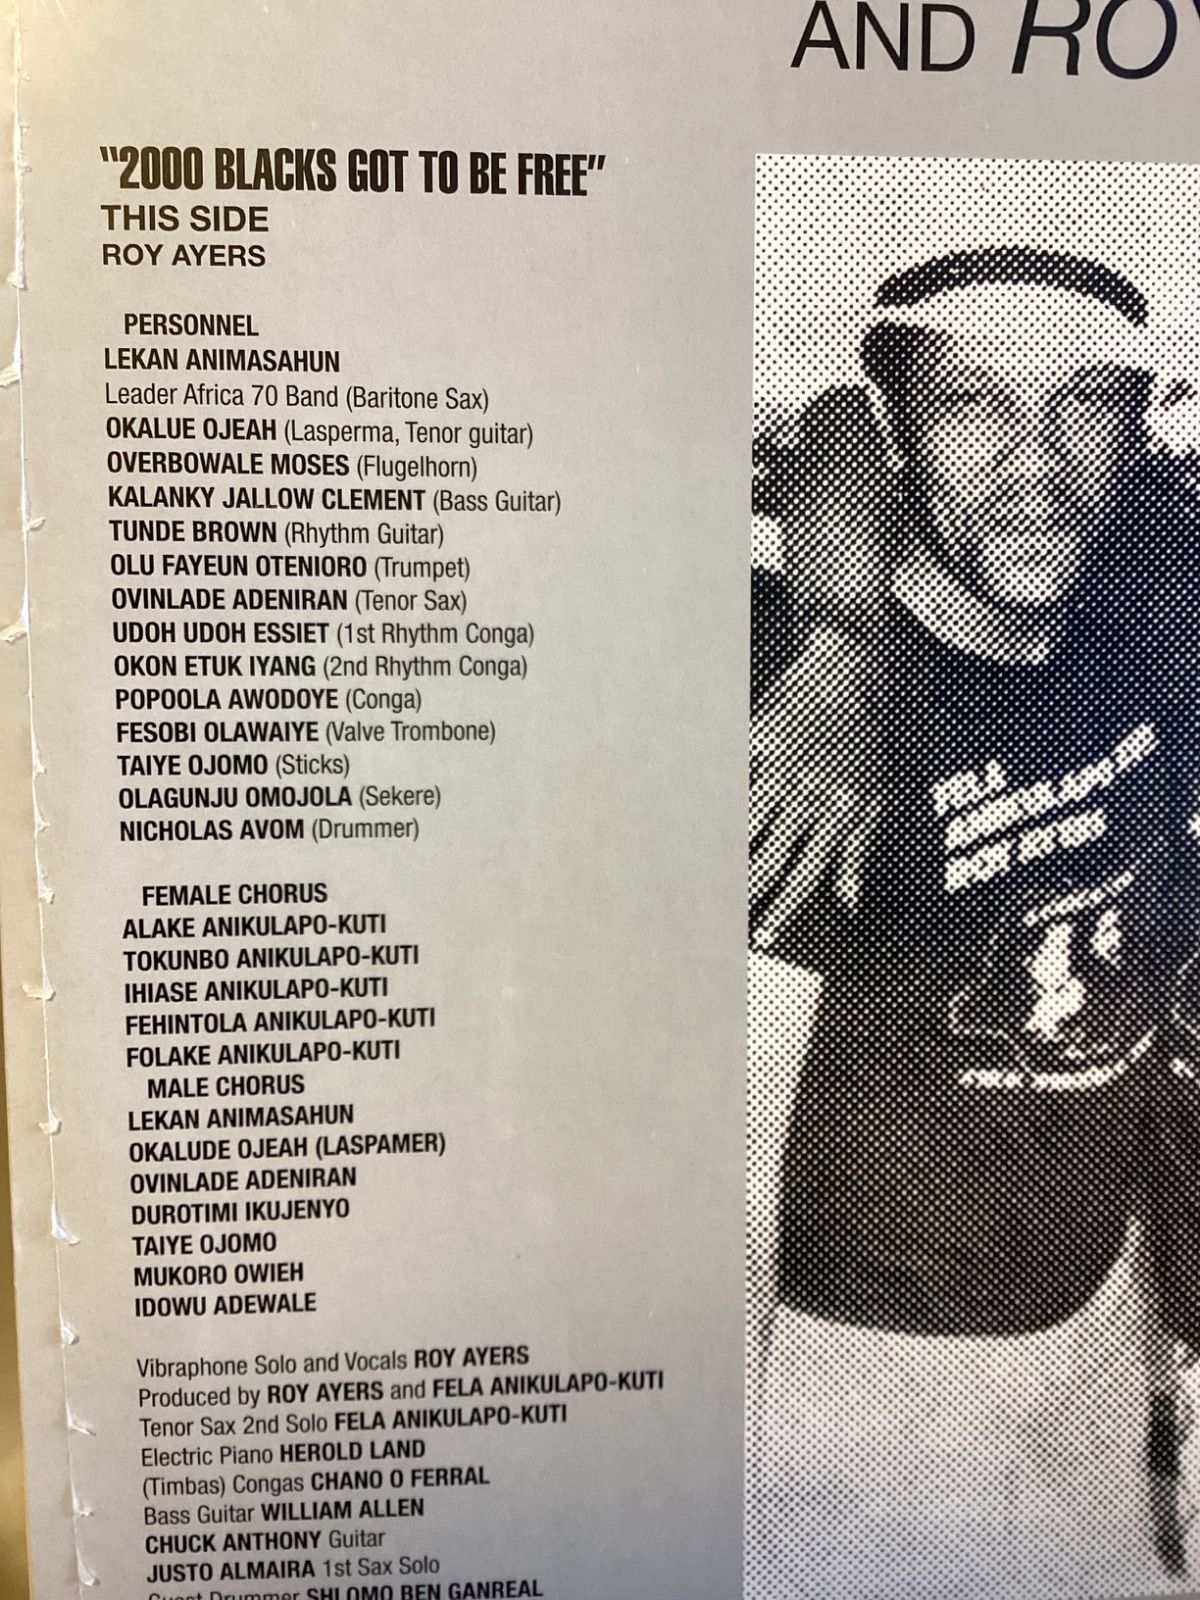 AND RO
"2000 BLACKS GOT TO BE FREE"
THIS SIDE
ROY AYERS
PERSONNEL
LEKAN ANIMASAHUN
Leader Africa 70 Band (Baritone Sax)
OKALUE OJEAH (Lasperma, Tenor guitar)
OVERBOWALE MOSES (Flugelhorn)
KALANKY JALLOW CLEMENT (Bass Guitar)
TUNDE BROWN (Rhythm Guitar)
OLU FAYEUN OTENIORO (Trumpet)
OVINLADE ADENIRAN (Tenor Sax)
UDOH UDOH ESSIET (1st Rhythm Conga)
OKON ETUK IYANG (2nd Rhythm Conga)
POPOOLA AWODOYE (Conga)
FESOBI OLAWAIYE (Valve Trombone)
TAIYE OJOMO (Sticks)
OLAGUNJU OMOJOLA (Sekere)
NICHOLAS AVOM (Drummer)
FEMALE CHORUS
ALAKE ANIKULAPO-KUTI
TOKUNBO ANIKULAPO-KUTI
IHIASE ANIKULAPO-KUTI
FEHINTOLA ANIKULAPO-KUTI
FOLAKE ANIKULAPO-KUTI
MALE CHORUS
LEKAN ANIMASAHUN
OKALUDE OJEAH (LASPAMER)
OVINLADE ADENIRAN
DUROTIMI IKUJENYO
TAIYE OJOMO
MUKORO OWIEH
IDOWU ADEWALE
Vibraphone Solo and Vocals ROY AYERS
Produced by ROY AYERS and FELA ANIKULAPO-KUTI
Tenor Sax 2nd Solo FELA ANIKULAPO-KUTI
Electric Piano HEROLD LAND
(Timbas) Congas CHANO O FERRAL
Bass Guitar WILLIAM ALLEN
CHUCK ANTHONY Guitar
JUSTO ALMAIRA 1st Sax Solo
Guest Drummer SHLOMO BEN GANREAL
FELA